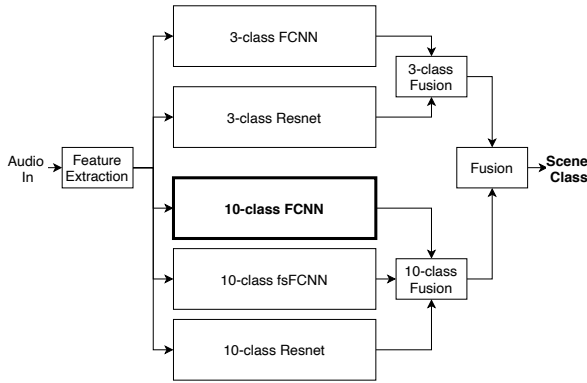 3-class FCNN
3-class
Fusion
3-class Resnet
Audio
In
Feature
Extraction
Fusion
Scene
Class
10-class FCNN
10-class fsFCNN
10-class
Fusion
10-class Resnet